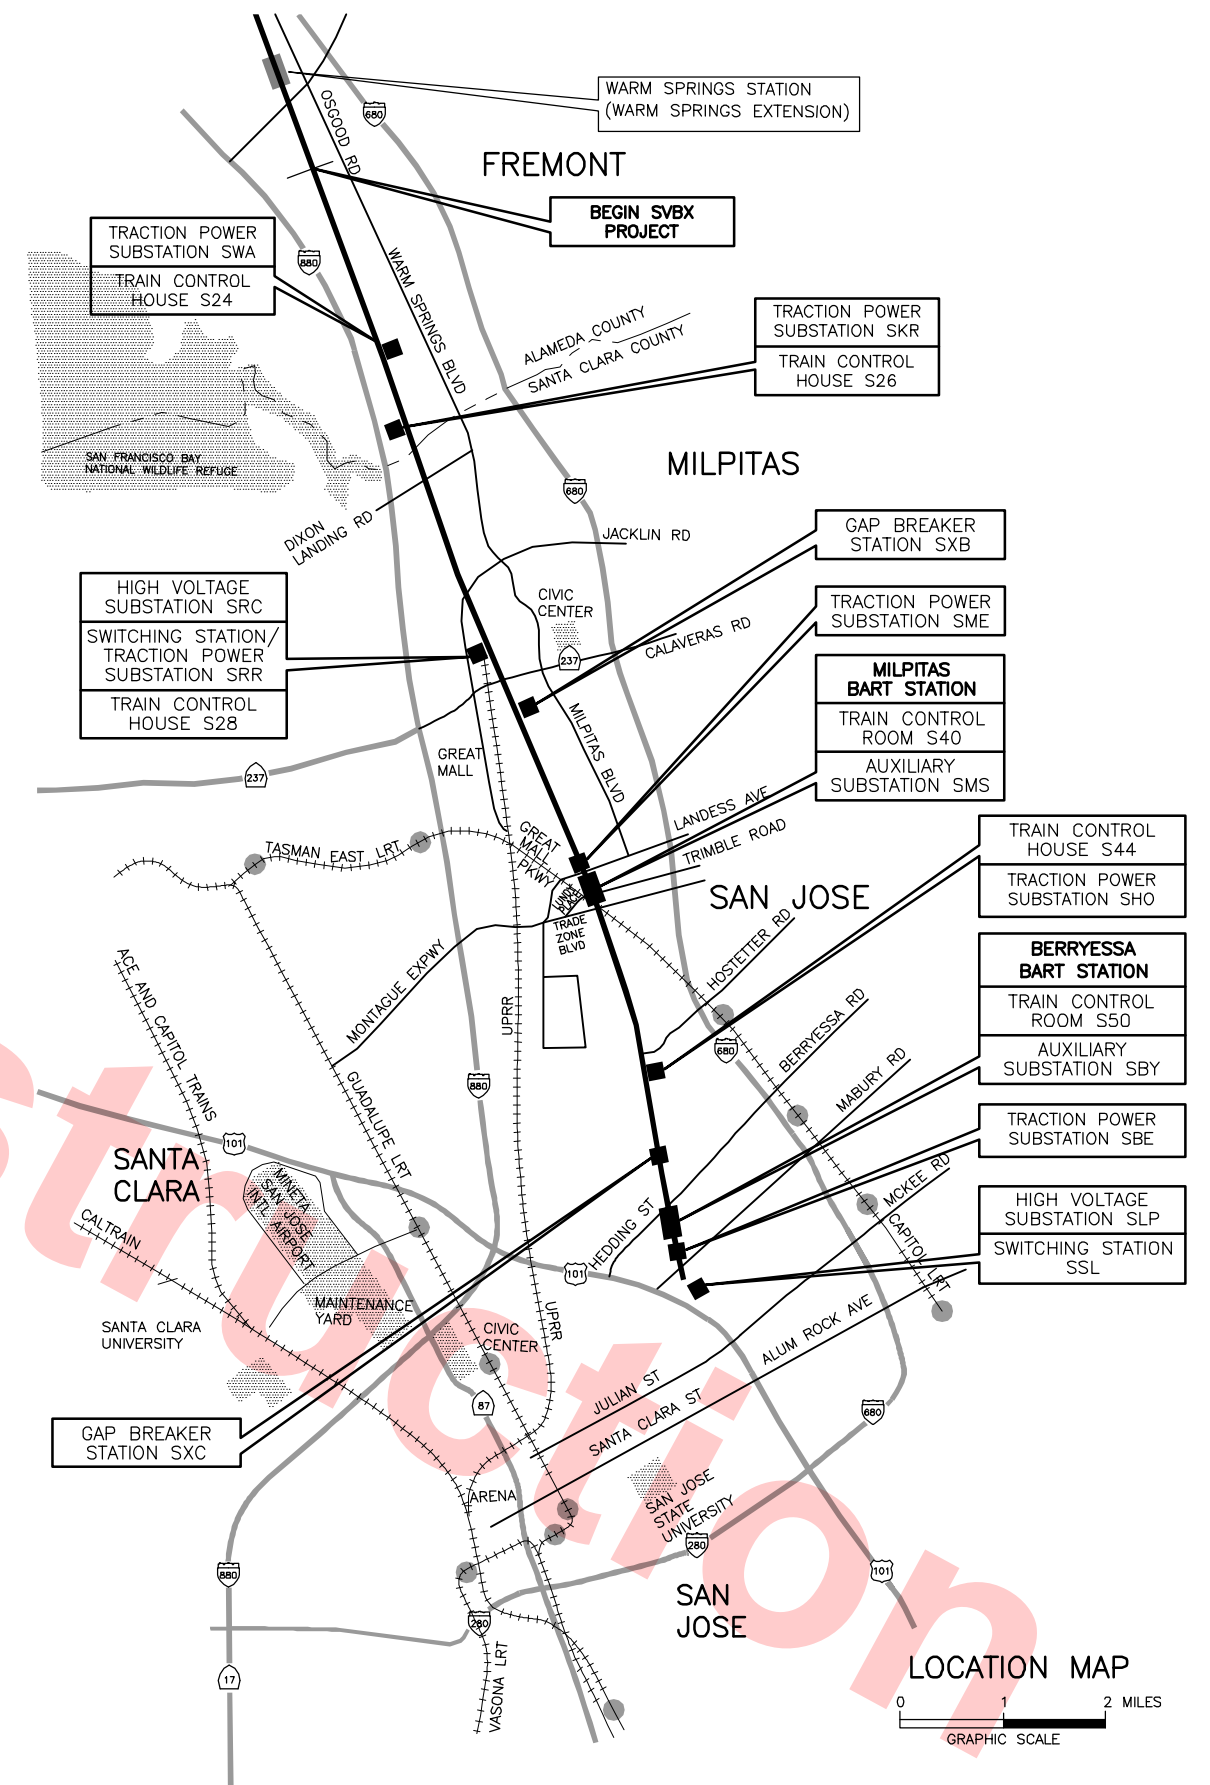 WARM SPRINGS STATION
(WARM SPRINGS EXTENSION)
OSGOOD RD
680
FREMONT
BEGIN SVBX
PROJECT
TRACTION POWER
SUBSTATION SWA
TRAIN CONTROL
HOUSE S24
880
WARM SPRINGS BLVD
ALAMEDA COUNTY
SANTA CLARA COUNTY
TRACTION POWER
SUBSTATION SKR
TRAIN CONTROL
HOUSE S26
SAN FRANCISCO BAY
NATIONAL WILDLIFE REFUGE
MILPITAS
680
DIXON
LANDING RD
JACKLIN RD
GAP BREAKER
STATION SXB
HIGH VOLTAGE
SUBSTATION SRC
SWITCHING STATION/
TRACTION POWER
SUBSTATION SRR
TRAIN CONTROL
HOUSE S28
CIVIC
CENTER
237
CALAVERAS RD
TRACTION POWER
SUBSTATION SME
MILPITAS
BART STATION
TRAIN CONTROL
ROOM S40
AUXILIARY
SUBSTATION SMS
MILPITAS BLVD
GREAT
MALL
237
LANDESS AVE
TRIMBLE ROAD
GREAT
MALL
PKWY
TASMAN EAST LRT
TRAIN CONTROL
HOUSE S44
TRACTION POWER
SUBSTATION SHO
SAN JOSE
TRADE
ZONE
BLVD
HOSTETTER RD
MONTAGUE EXPWY
ACE AND CAPITOL TRAINS
UPRR
BERRYESSA
BART STATION
TRAIN CONTROL
ROOM S50
AUXILIARY
SUBSTATION SBY
BERRYESSA RD
680
MABURY RD
880
GUADALUPE LRT
101
TRACTION POWER
SUBSTATION SBE
SANTA
CLARA
MINETA
SAN JOSE
INTL AIRPORT
MCKEE RD
HIGH VOLTAGE
SUBSTATION SLP
SWITCHING STATION
SSL
CALTRAIN
HEDDING ST
101
CAPITOL LRT
MAINTENANCE
YARD
UPRR
SANTA CLARA
UNIVERSITY
CIVIC
CENTER
ALUM ROCK AVE
JULIAN ST
87
SANTA CLARA ST
680
GAP BREAKER
STATION SXC
ARENA
SAN JOSE
STATE
UNIVERSITY
280
880
101
SAN
JOSE
280
VASONA LRT
17
LOCATION MAP
0 1 2 MILES
GRAPHIC SCALE
struction